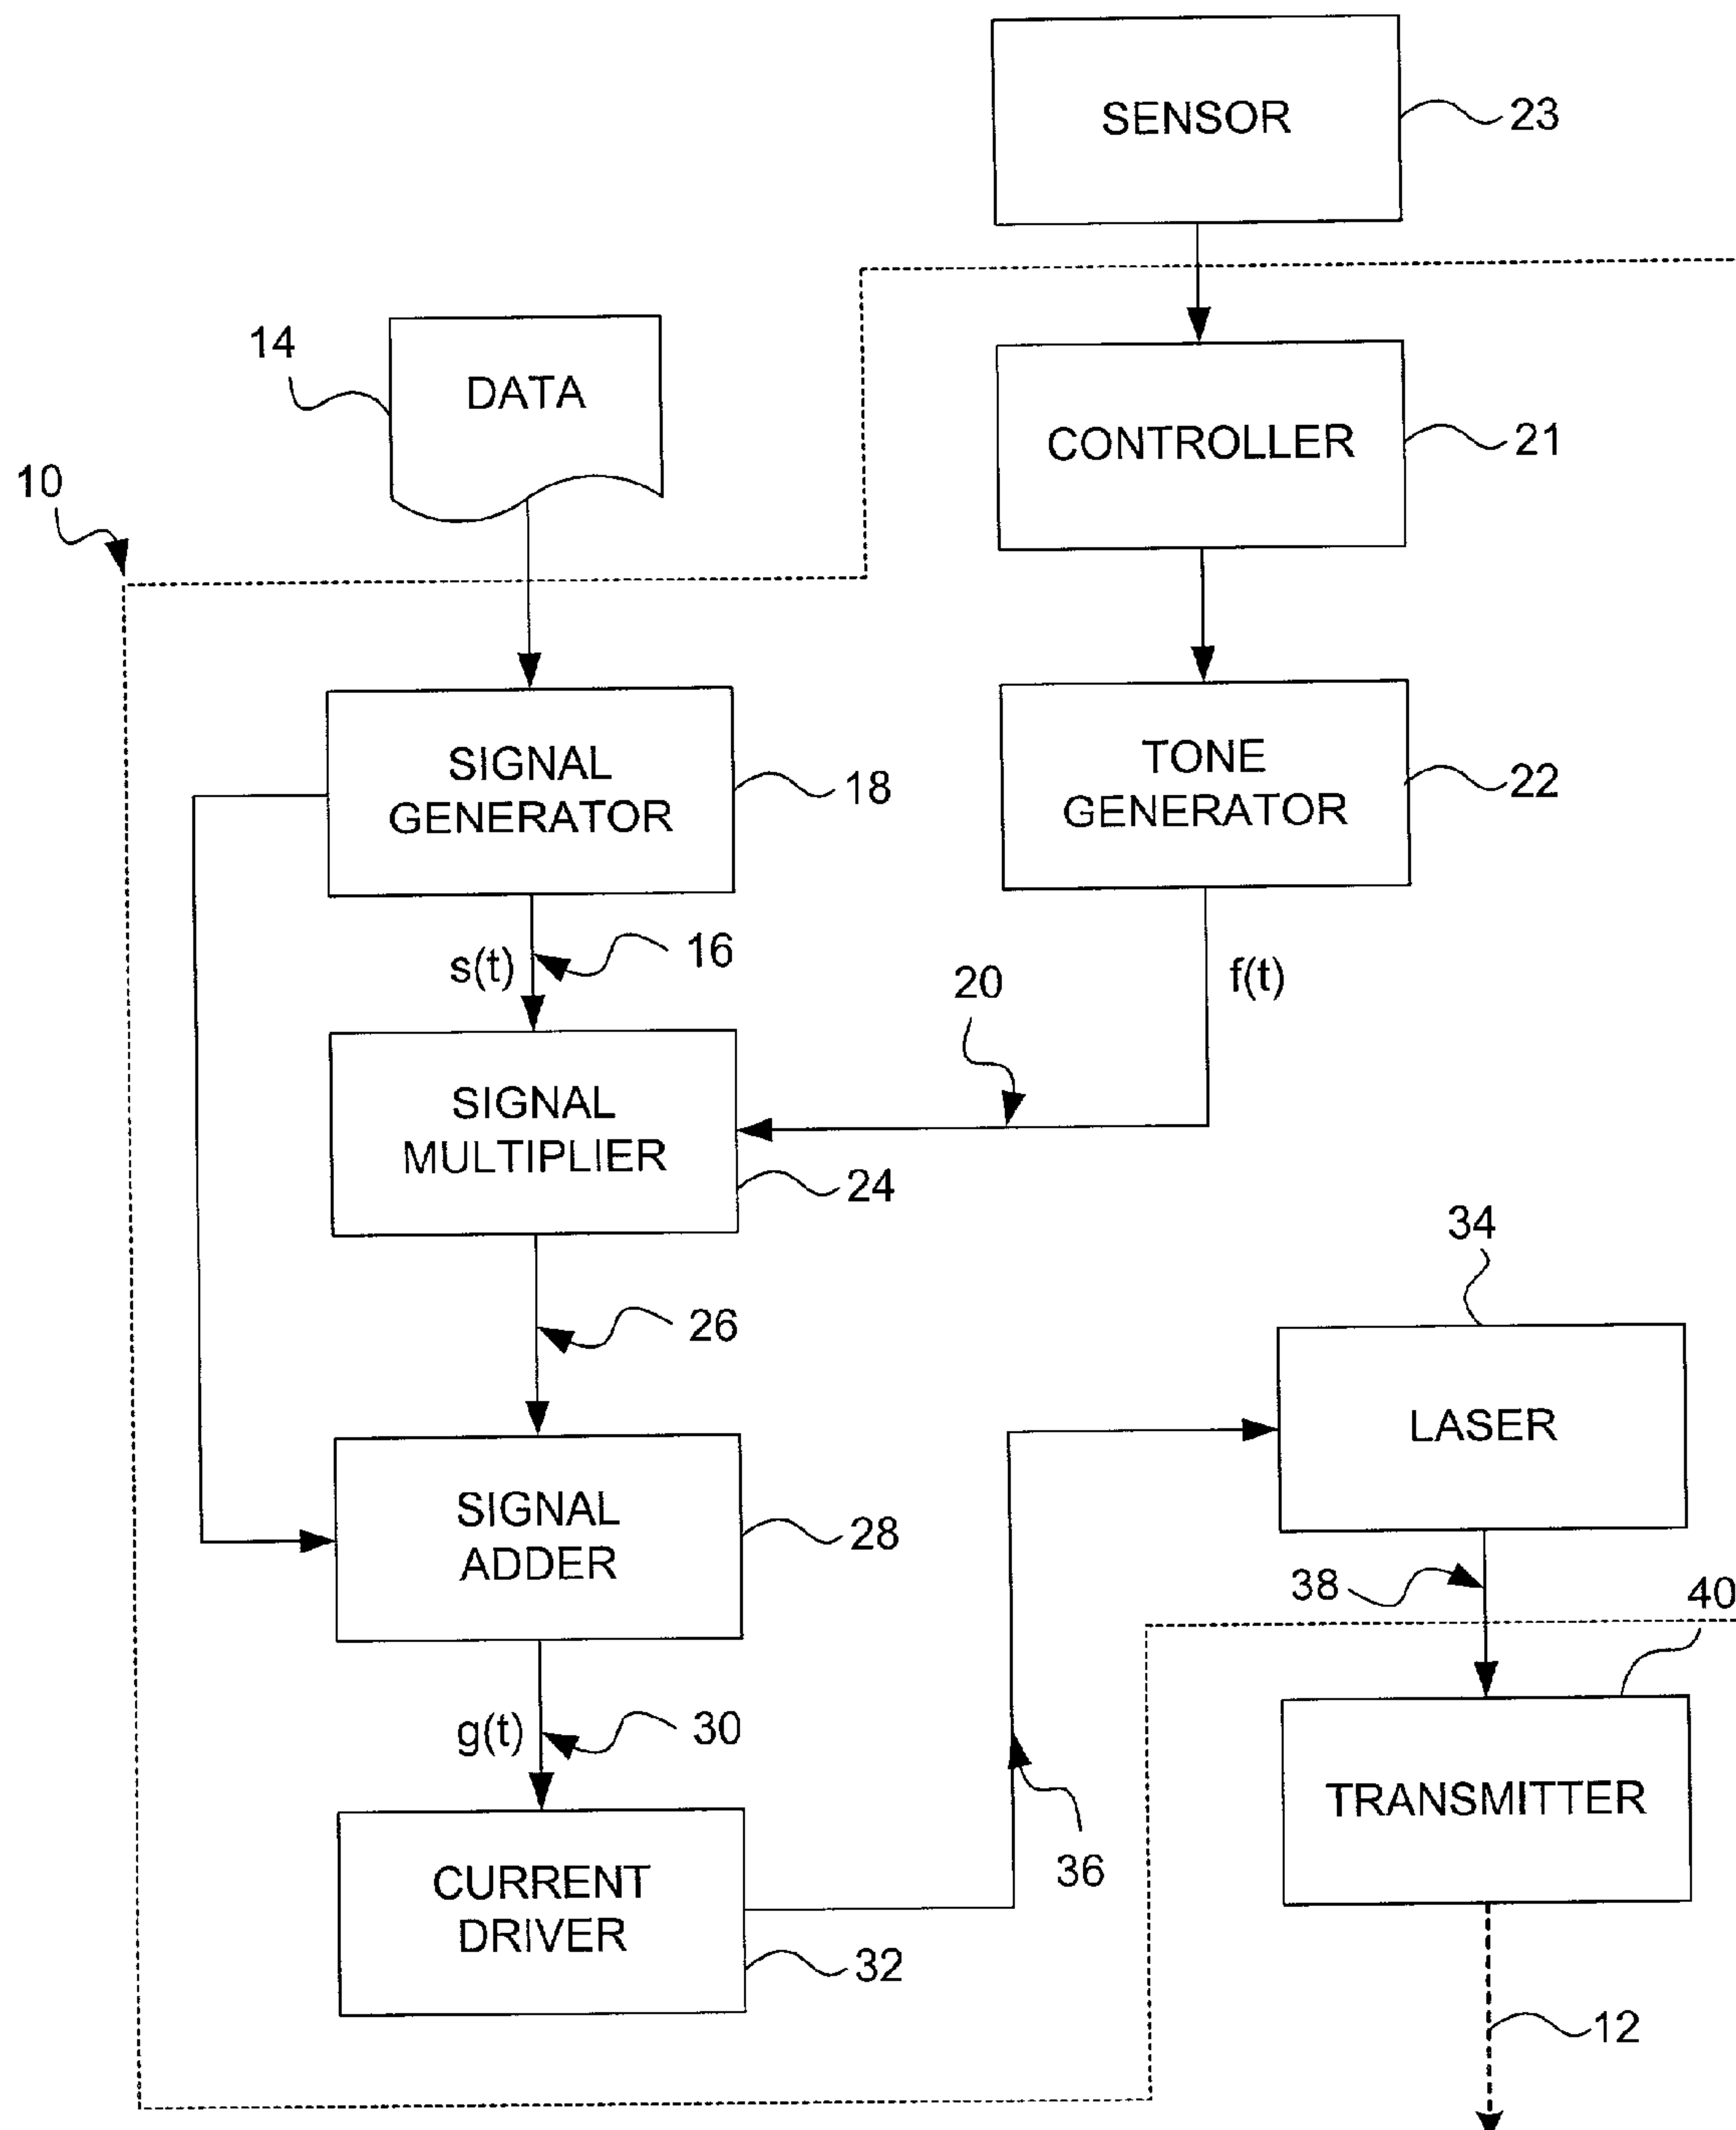 SENSOR
23
14
DATA
CONTROLLER
21
10
SIGNAL
GENERATOR
18
TONE
GENERATOR
22
s(t)
16
20
f(t)
SIGNAL
MULTIPLIER
24
34
26
LASER
SIGNAL
ADDER
28
38
40
g(t)
30
TRANSMITTER
36
CURRENT
DRIVER
32
12